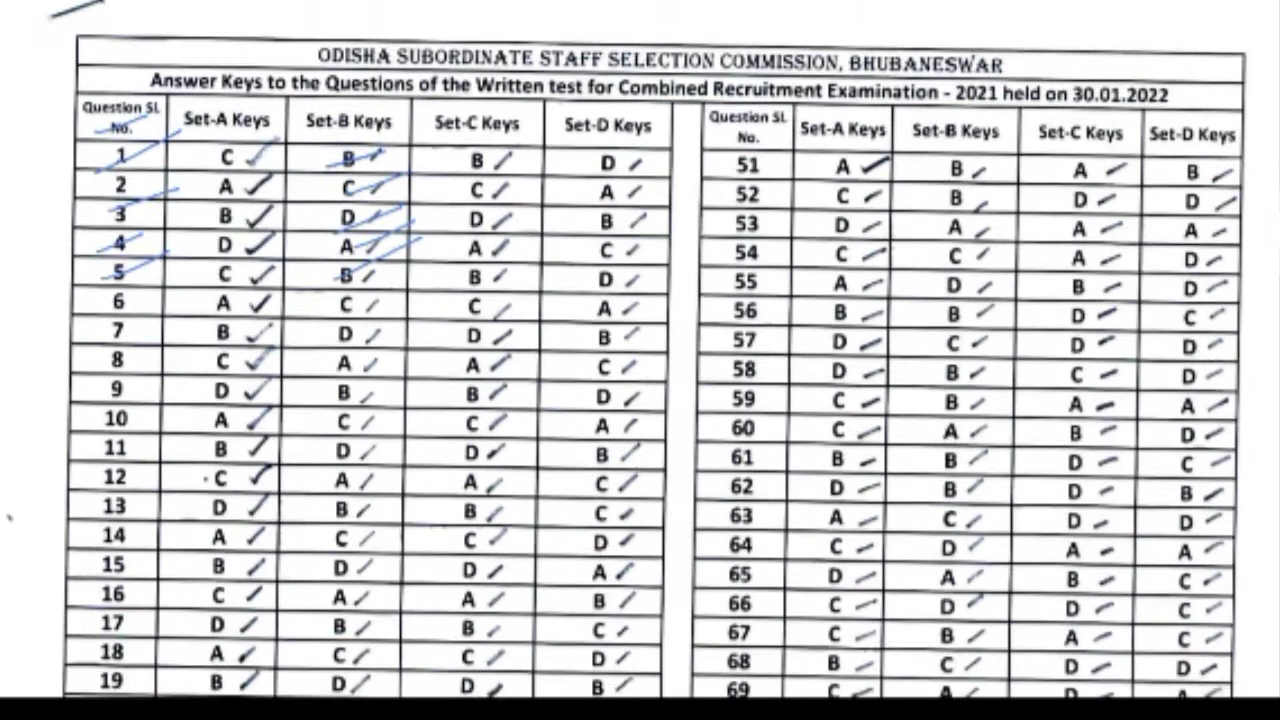 ODISHA SUBORDINATE STAFF SELECTION COMMISSION, BHUBANESWAR
Answer Keys to the Questions of the Written test for Combined Recruitment Examination - 2021 held on 30.01.2022
Question Sl. No. Set-A Keys Set-B Keys Set-C Keys Set-D Keys Question Sl. No. Set-A Keys Set-B Keys Set-C Keys Set-D Keys
1 C B B D 51 A B A B
2 A C C A 52 C B D D
3 B D D B 53 D A A A
4 D A A C 54 C C A D
5 C B B D 55 A D B D
6 A C C A 56 B B D C
7 B D D B 57 D C D D
8 C A A C 58 D B C D
9 D B B D 59 C B A A
10 A C C A 60 C A B D
11 B D D B 61 B B D C
12 C A A C 62 D B D B
13 D B B C 63 A C D D
14 A C C D 64 C D A A
15 B D D A 65 D A B C
16 C A A B 66 C D D C
17 D B B C 67 C B A C
18 A C C D 68 B C D D
19 B D D B 69 C A D A